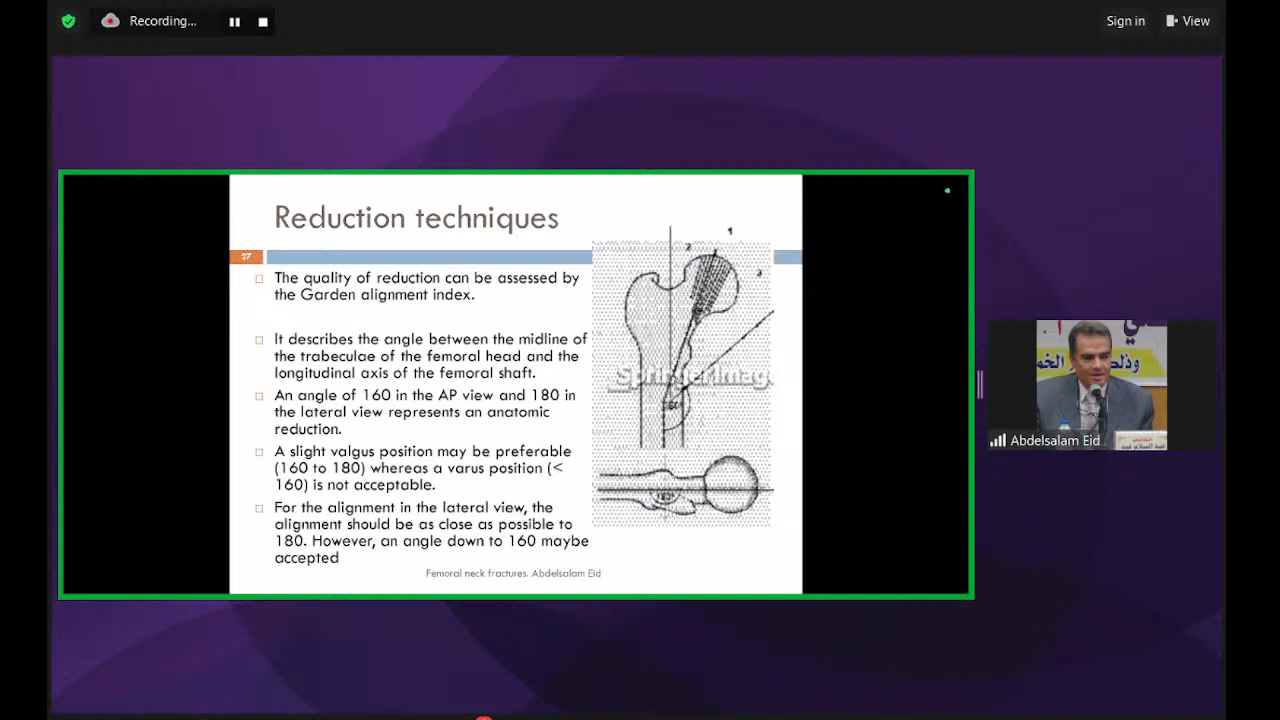 Recording...
Sign in
View
Reduction techniques
27
The quality of reduction can be assessed by
the Garden alignment index.
It describes the angle between the midline of
the trabeculae of the femoral head and the
longitudinal axis of the femoral shaft.
An angle of 160 in the AP view and 180 in
the lateral view represents an anatomic
reduction.
A slight valgus position may be preferable
(160 to 180) whereas a varus position (<
160) is not acceptable.
For the alignment in the lateral view, the
alignment should be as close as possible to
180. However, an angle down to 160 maybe
accepted
1
2
3
Femoral neck fractures. Abdelsalam Eid
Abdelsalam Eid